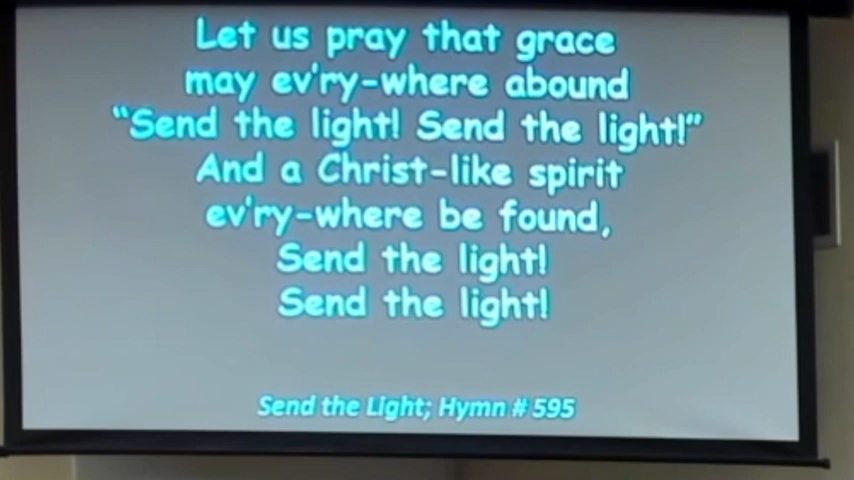 Let us pray that grace
may ev'ry-where abound
“Send the light! Send the light!”
And a Christ-like spirit
ev'ry-where be found,
Send the light!
Send the light!
Send the Light; Hymn # 595